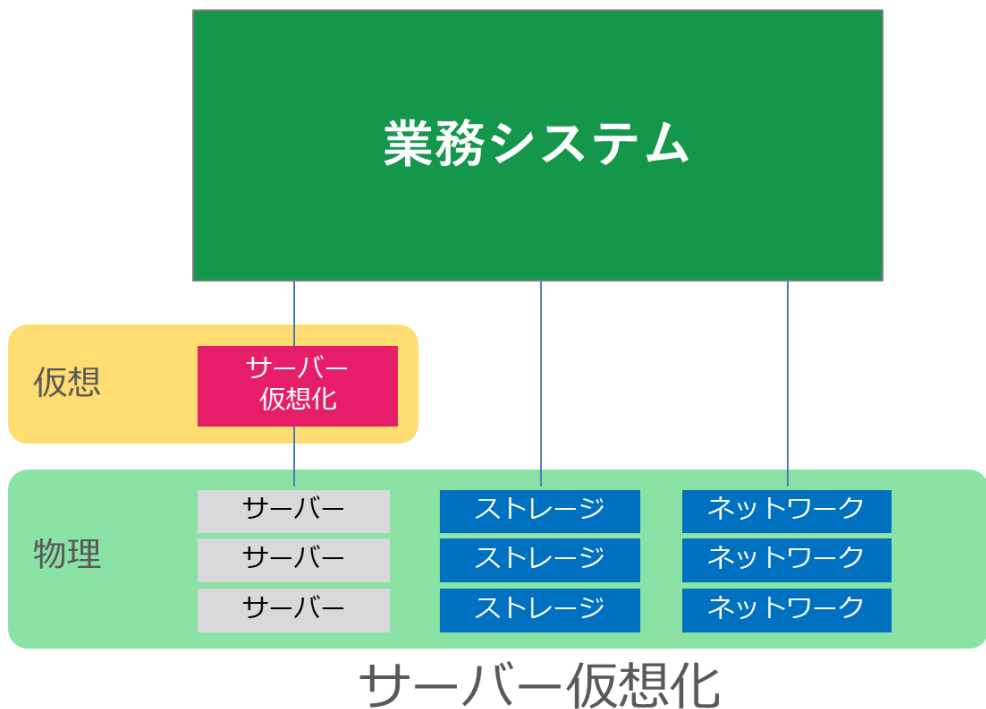 業務システム
仮想
サーバー
仮想化
物理
サーバー
ストレージ
ネットワーク
サーバー
ストレージ
ネットワーク
サーバー
ストレージ
ネットワーク
サーバー仮想化